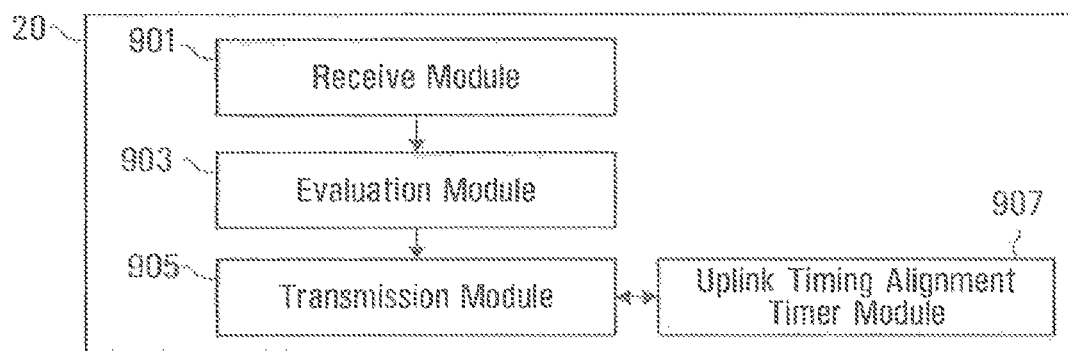 20
901
Receive Module
903
Evaluation Module
907
905
Transmission Module
Uplink Timing Alignment
Timer Module